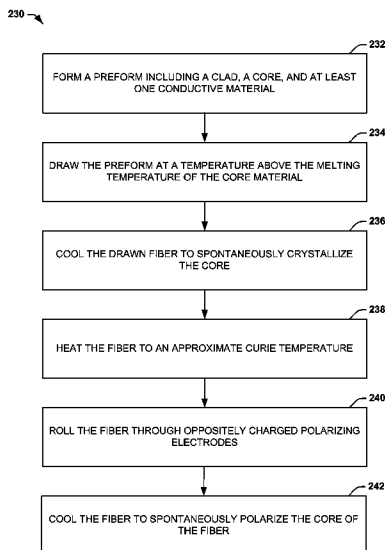 230
232
FORM A PREFORM INCLUDING A CLAD, A CORE, AND AT LEAST
ONE CONDUCTIVE MATERIAL
234
DRAW THE PREFORM AT A TEMPERATURE ABOVE THE MELTING
TEMPERATURE OF THE CORE MATERIAL
236
COOL THE DRAWN FIBER TO SPONTANEOUSLY CRYSTALLIZE
THE CORE
238
HEAT THE FIBER TO AN APPROXIMATE CURIE TEMPERATURE
240
ROLL THE FIBER THROUGH OPPOSITELY CHARGED POLARIZING
ELECTRODES
242
COOL THE FIBER TO SPONTANEOUSLY POLARIZE THE CORE OF
THE FIBER